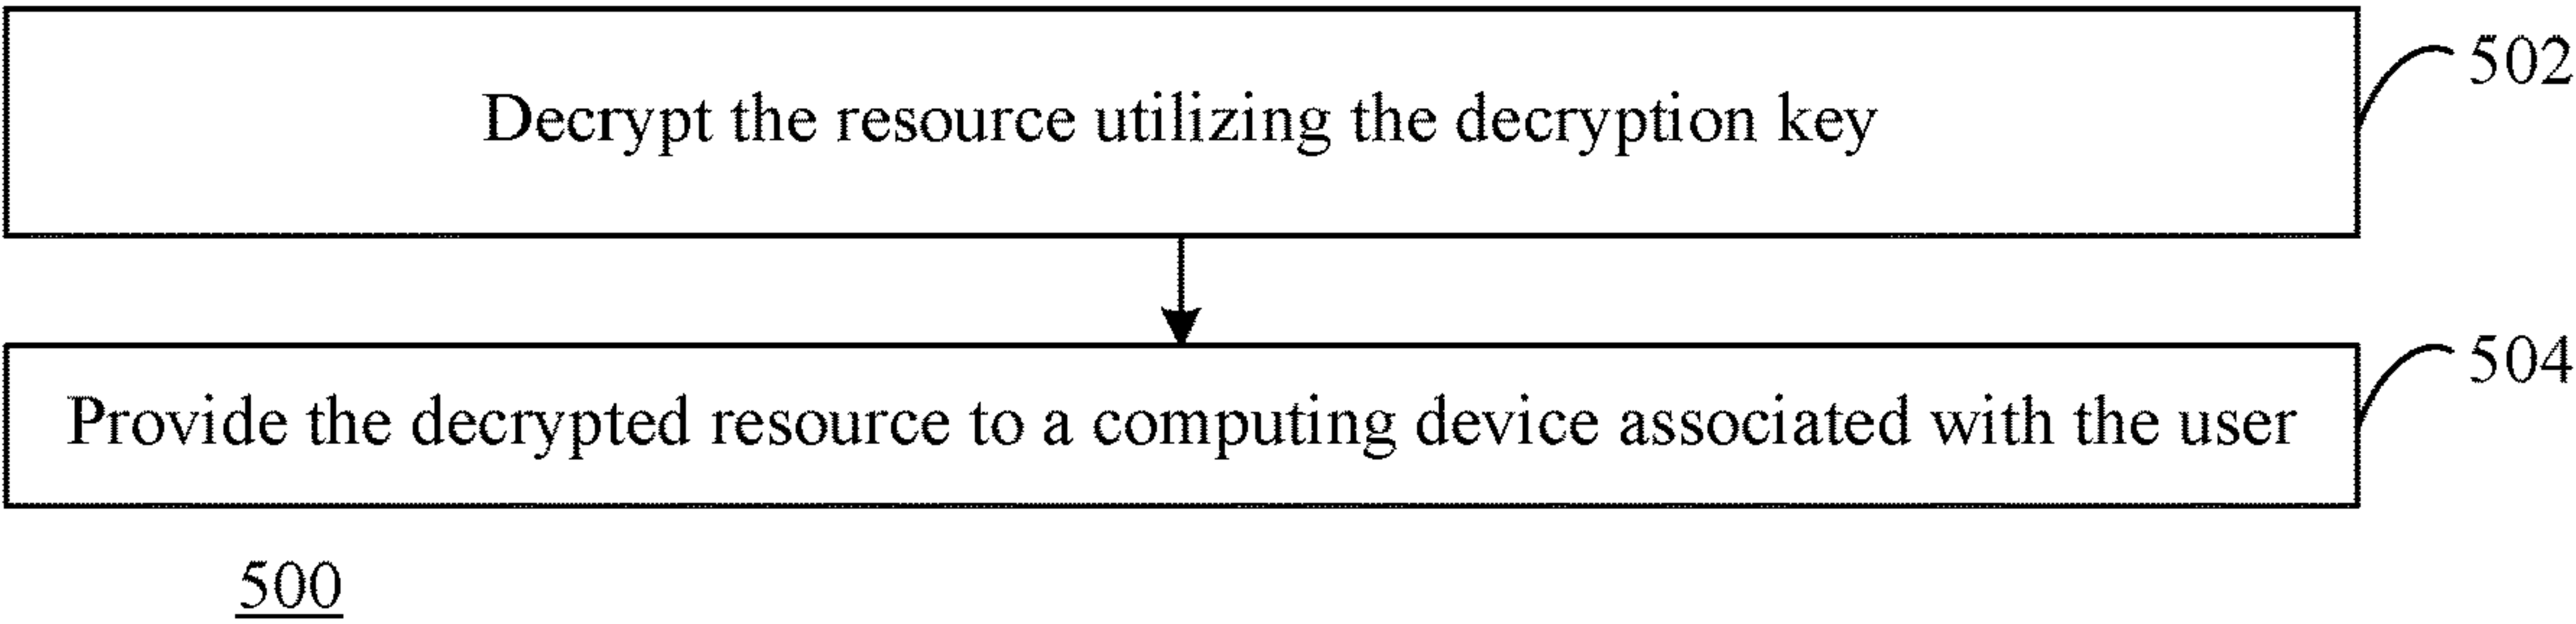 Decrypt the resource utilizing the decryption key
502
Provide the decrypted resource to a computing device associated with the user
504
500